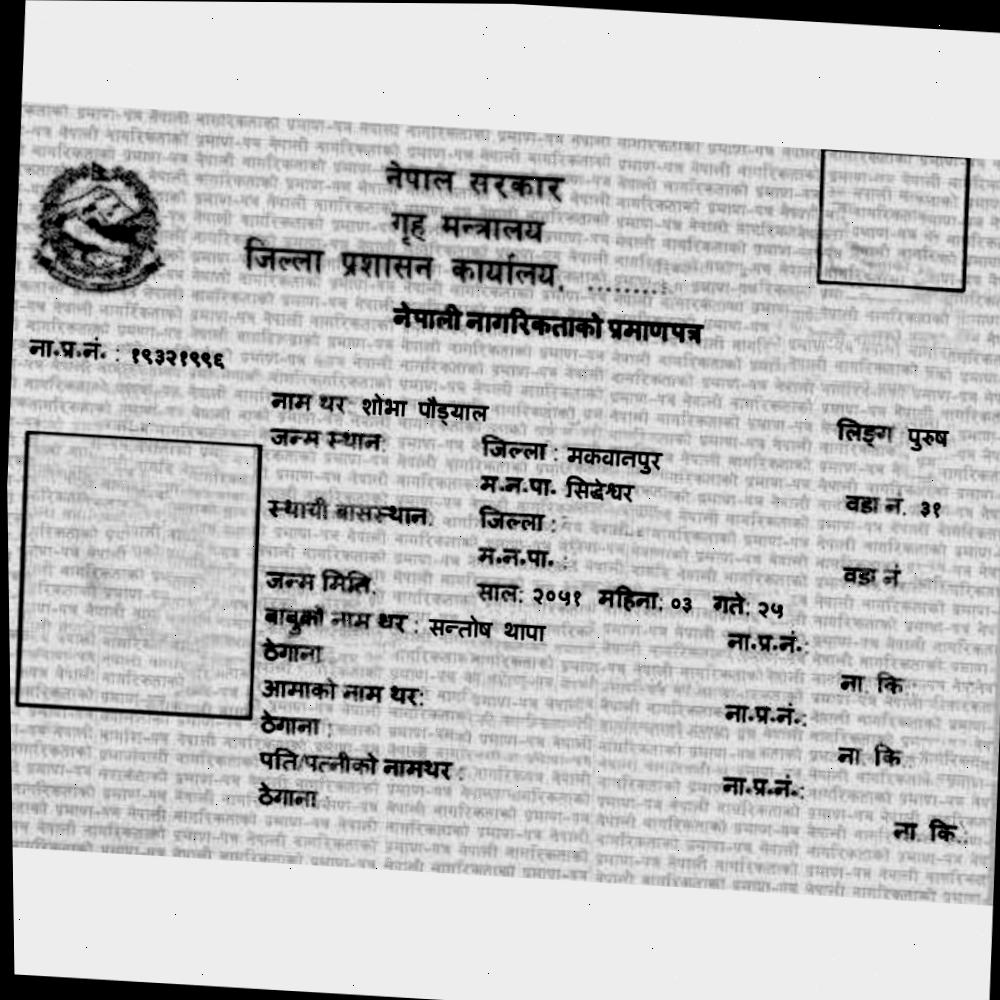 नेपाल सरकार
गृह मन्त्रालय
जिल्ला प्रशासन कार्यालय, .........
नेपाली नागरिकताको प्रमाणपत्र
ना.प्र.नं. : १९३२१९९६
नाम थर: शोभा पौड्याल लिङ्ग पुरुष
जन्म स्थान: जिल्ला : मकवानपुर
म.न.पा. सिद्धेश्वर वडा नं. ३१
स्थायी बासस्थान: जिल्ला :
म.न.पा. : वडा नं
जन्म मिति: साल: २०५१ महिना: ०३ गते: २५
बाबुको नाम थर : सन्तोष थापा ना.प्र.नं.:
ठेगाना ना. कि.:
आमाको नाम थर: ना.प्र.नं.:
ठेगाना : ना. कि.:
पति/पत्नीको नामथर : ना.प्र.नं.:
ठेगाना : ना. कि.: